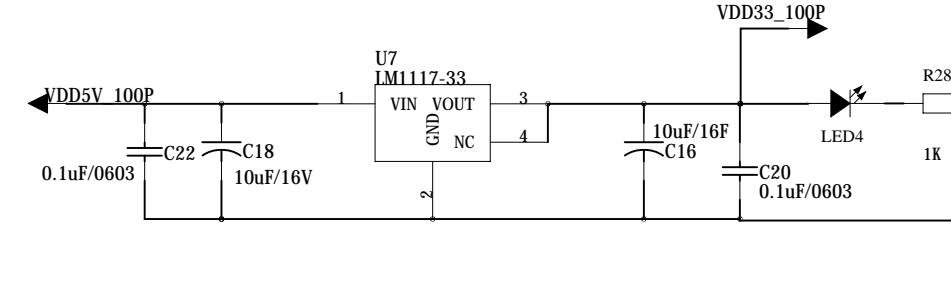 VDD33_100P
U7
LM1117-33
R28
VDD5V_100P
1
VIN
VOUT
3
GND
NC
4
2
C22
0.1uF/0603
C18
10uF/16V
10uF/16F
C16
LED4
1K
C20
0.1uF/0603